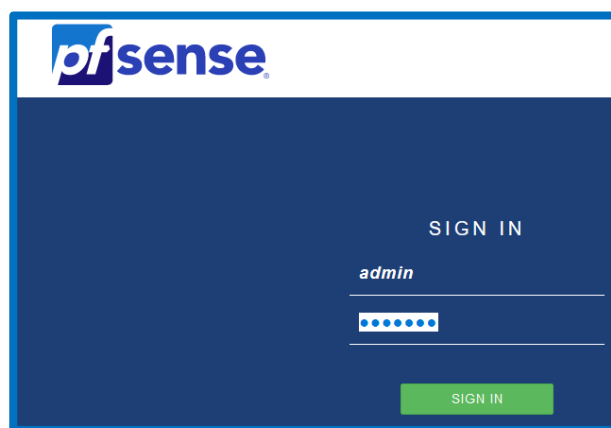 pfsense®
SIGN IN
admin
•••••••
SIGN IN